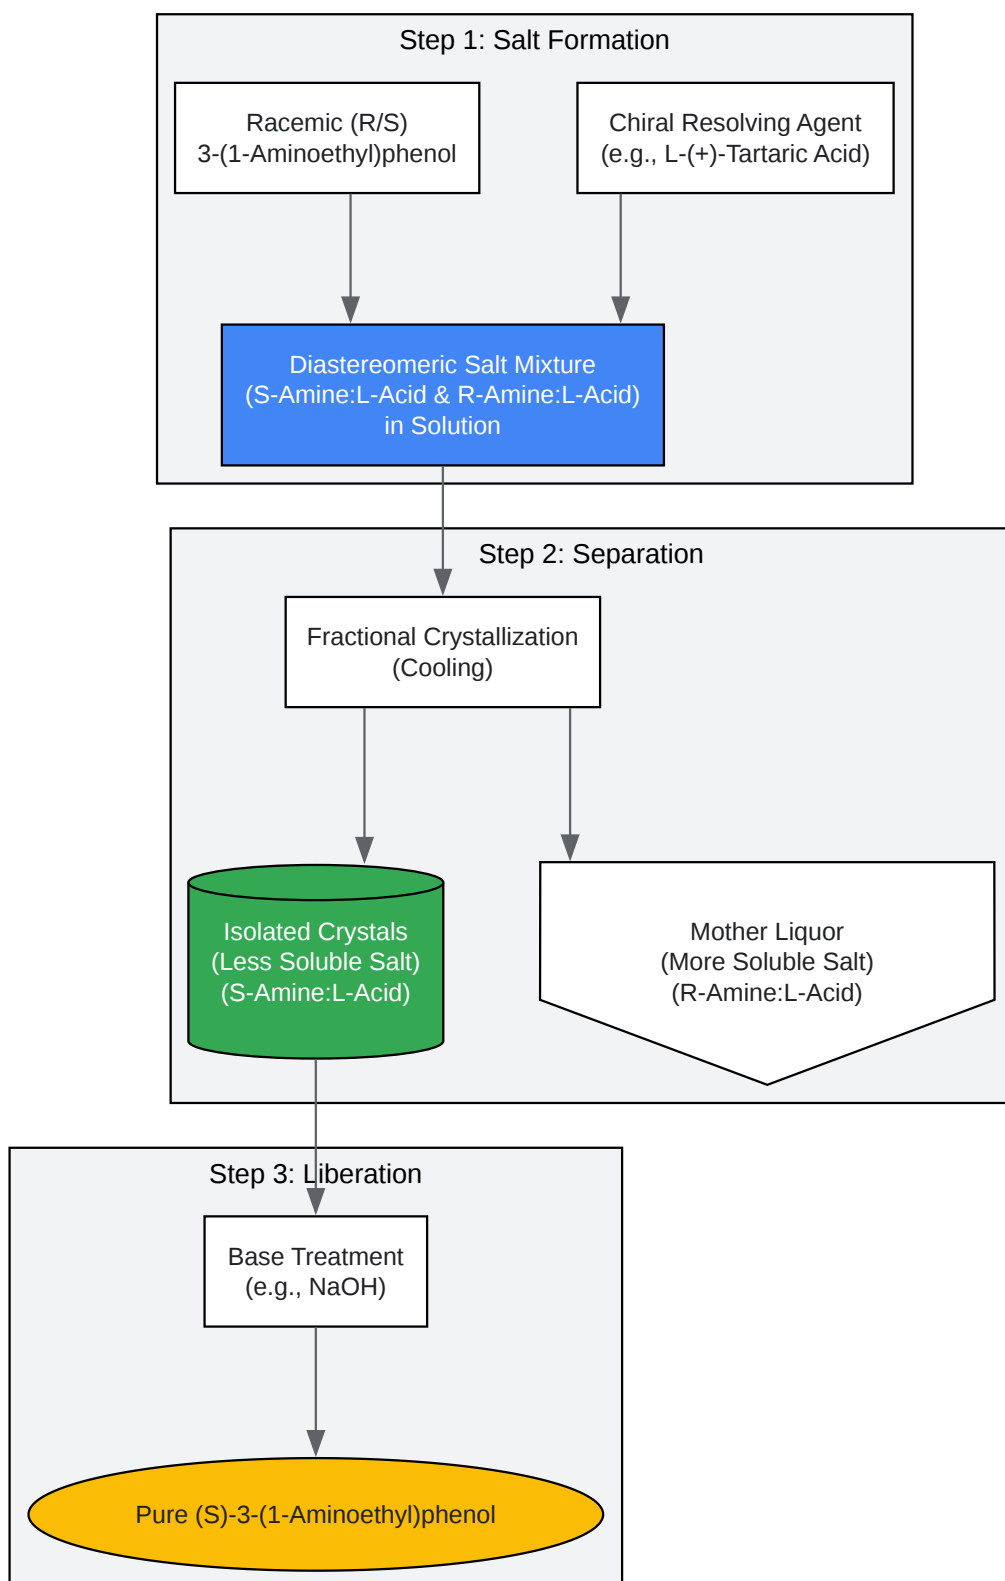 Step 1: Salt Formation
Racemic (R/S)
3-(1-Aminoethyl)phenol
Chiral Resolving Agent
(e.g., L-(+)-Tartaric Acid)
Diastereomeric Salt Mixture
(S-Amine:L-Acid & R-Amine:L-Acid)
in Solution
Step 2: Separation
Fractional Crystallization
(Cooling)
Isolated Crystals
(Less Soluble Salt)
(S-Amine:L-Acid)
Mother Liquor
(More Soluble Salt)
(R-Amine:L-Acid)
Step 3: Liberation
Base Treatment
(e.g., NaOH)
Pure (S)-3-(1-Aminoethyl)phenol